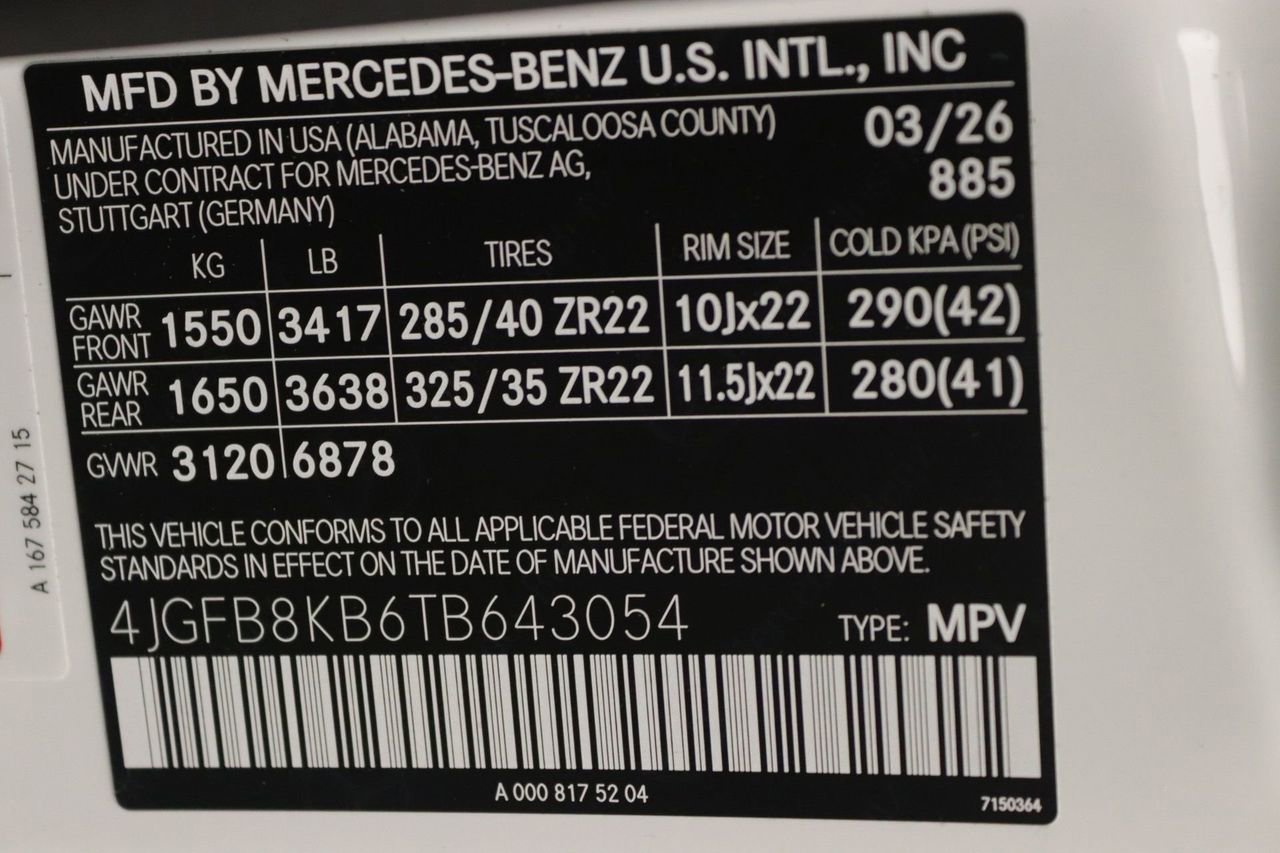 MFD BY MERCEDES-BENZ U.S. INTL., INC
MANUFACTURED IN USA (ALABAMA, TUSCALOOSA COUNTY) 03/26
UNDER CONTRACT FOR MERCEDES-BENZ AG, 885
STUTTGART (GERMANY)
KG LB TIRES RIM SIZE COLD KPA (PSI)
GAWR FRONT 1550 3417 285/40 ZR22 10Jx22 290(42)
GAWR REAR 1650 3638 325/35 ZR22 11.5Jx22 280(41)
GVWR 3120 6878
THIS VEHICLE CONFORMS TO ALL APPLICABLE FEDERAL MOTOR VEHICLE SAFETY
STANDARDS IN EFFECT ON THE DATE OF MANUFACTURE SHOWN ABOVE.
4JGFB8KB6TB643054 TYPE: MPV
A 000 817 52 04 7150364
A 167 584 27 15